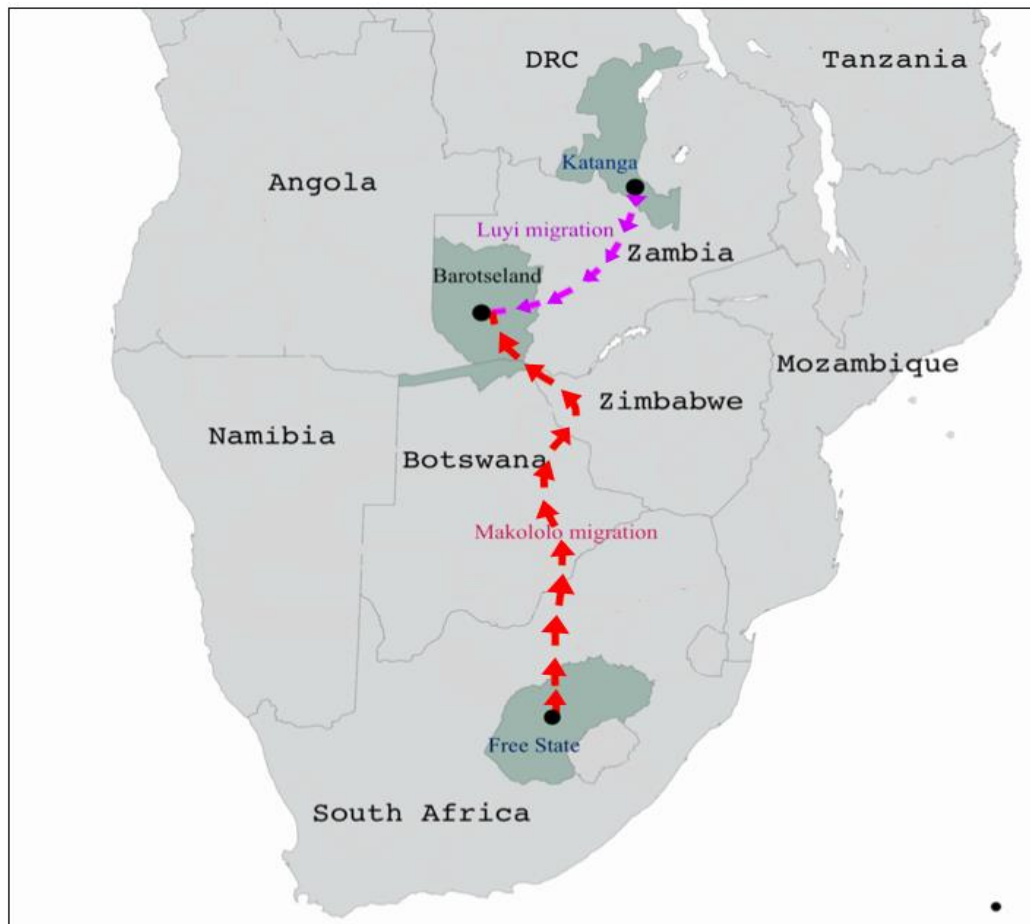 DRC
Tanzania
Katanga
Angola
Luyi migration
Zambia
Barotseland
Mozambique
Zimbabwe
Namibia
Botswana
Makololo migration
Free State
South Africa